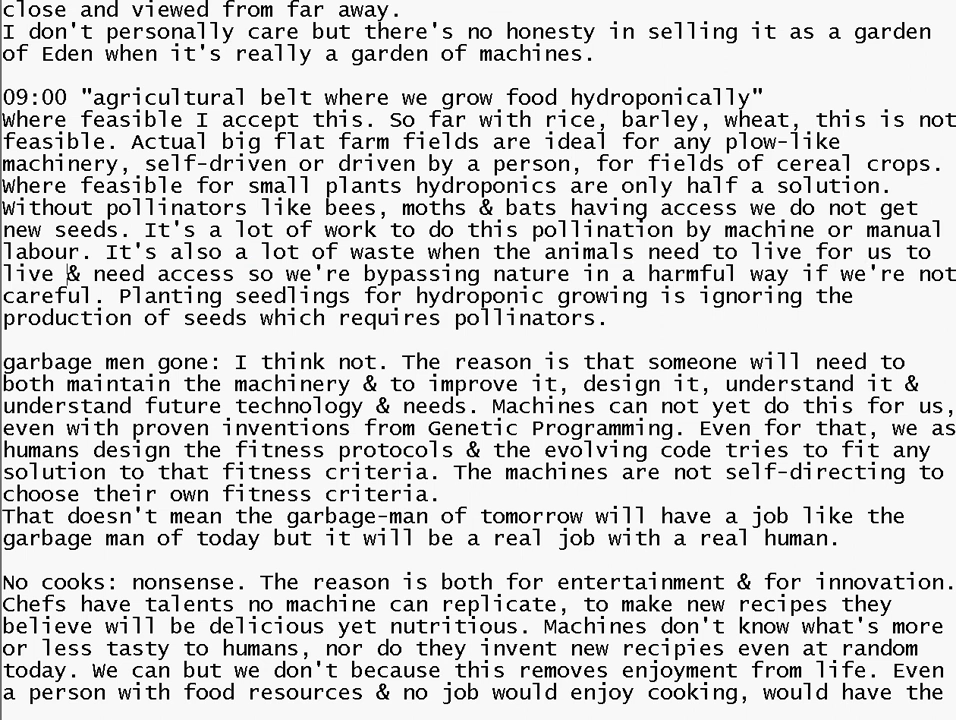 close and viewed from far away.
I don't personally care but there's no honesty in selling it as a garden
of Eden when it's really a garden of machines.
09:00 "agricultural belt where we grow food hydroponically"
Where feasible I accept this. So far with rice, barley, wheat, this is not
feasible. Actual big flat farm fields are ideal for any plow-like
machinery, self-driven or driven by a person, for fields of cereal crops.
Where feasible for small plants hydroponics are only half a solution.
Without pollinators like bees, moths & bats having access we do not get
new seeds. It's a lot of work to do this pollination by machine or manual
labour. It's also a lot of waste when the animals need to live for us to
live & need access so we're bypassing nature in a harmful way if we're not
careful. Planting seedlings for hydroponic growing is ignoring the
production of seeds which requires pollinators.
garbage men gone: I think not. The reason is that someone will need to
both maintain the machinery & to improve it, design it, understand it &
understand future technology & needs. Machines can not yet do this for us,
even with proven inventions from Genetic Programming. Even for that, we as
humans design the fitness protocols & the evolving code tries to fit any
solution to that fitness criteria. The machines are not self-directing to
choose their own fitness criteria.
That doesn't mean the garbage-man of tomorrow will have a job like the
garbage man of today but it will be a real job with a real human.
No cooks: nonsense. The reason is both for entertainment & for innovation.
Chefs have talents no machine can replicate, to make new recipes they
believe will be delicious yet nutritious. Machines don't know what's more
or less tasty to humans, nor do they invent new recipies even at random
today. We can but we don't because this removes enjoyment from life. Even
a person with food resources & no job would enjoy cooking, would have the